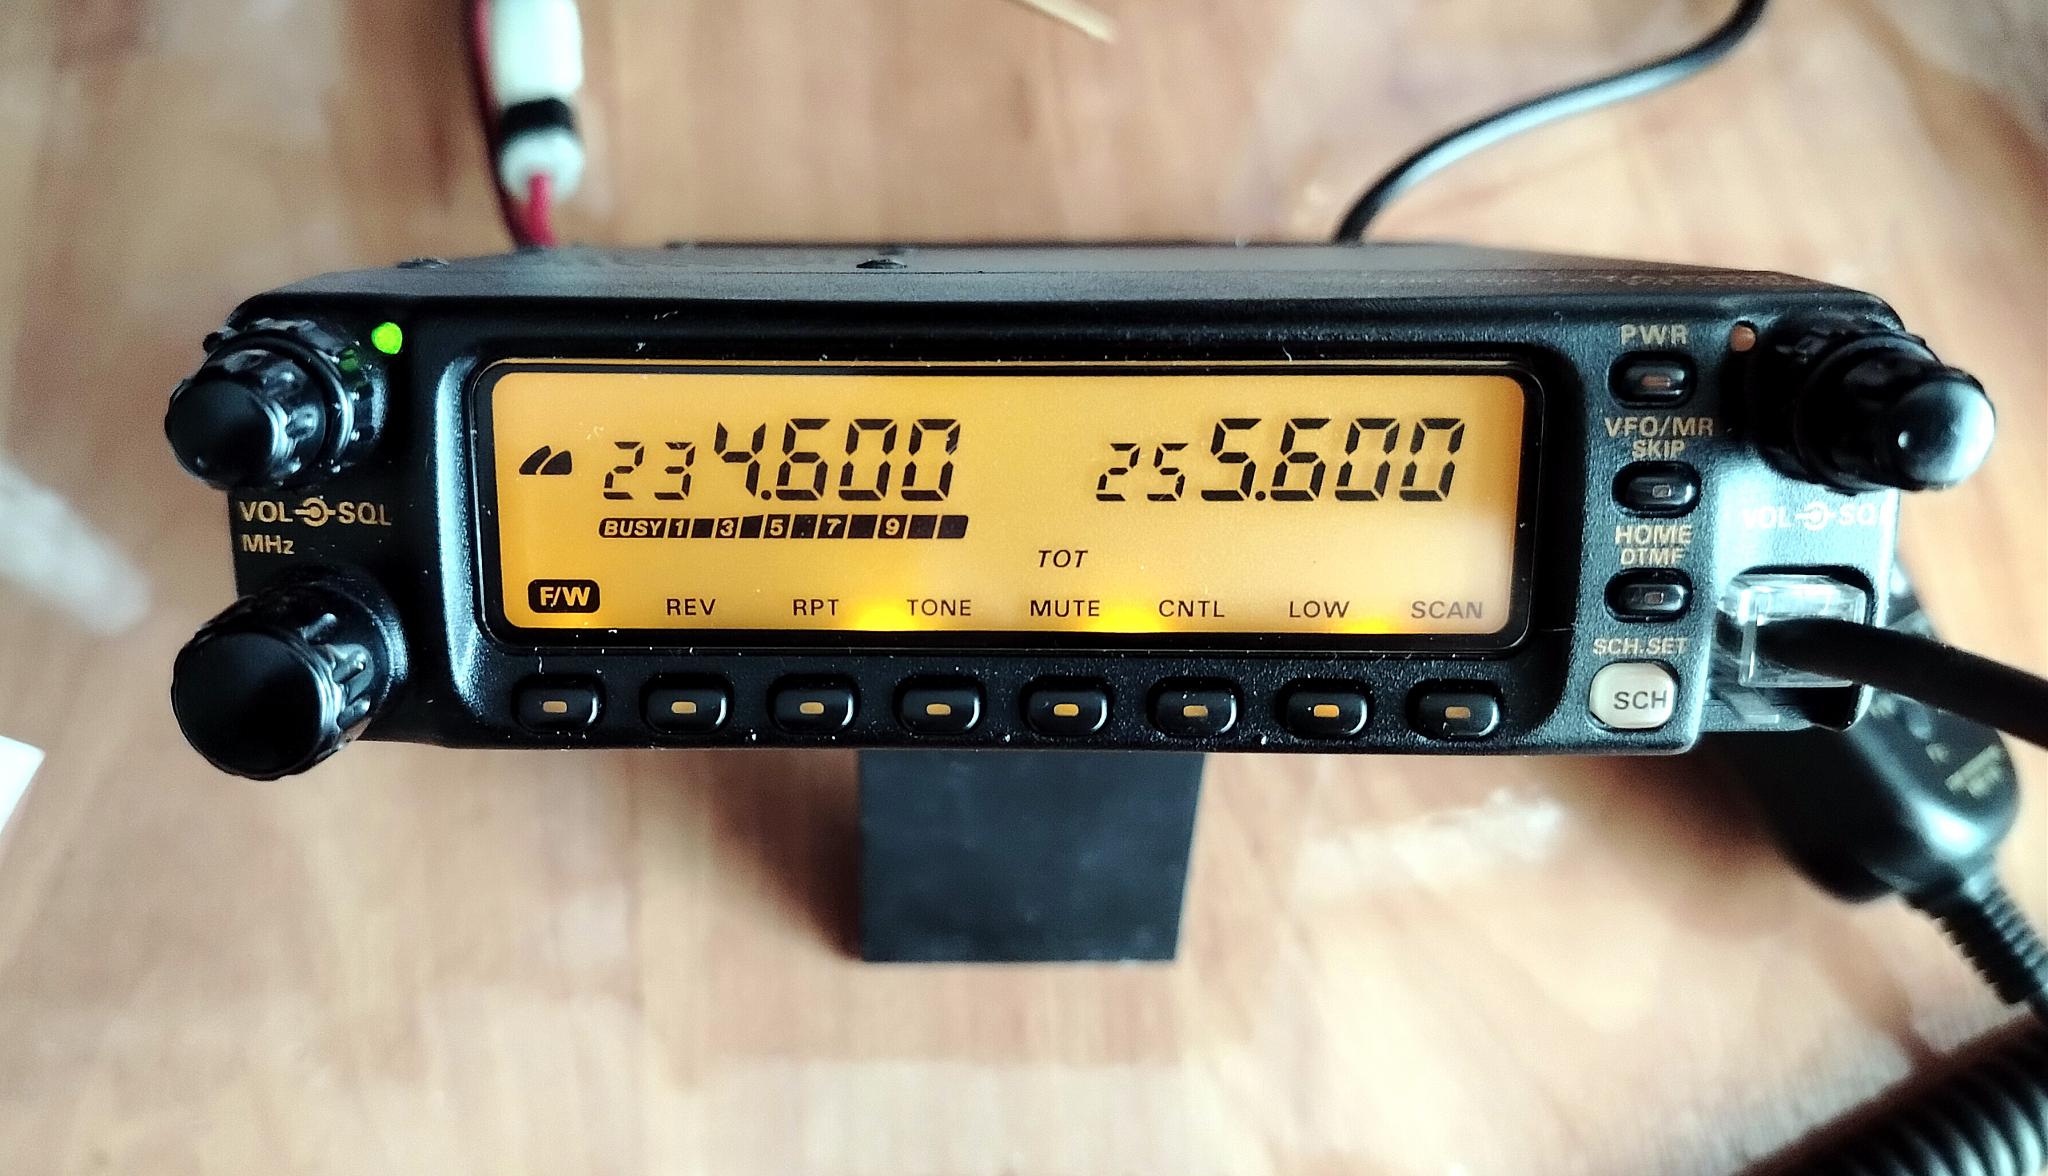 PWR
VFO/MR
SKIP
234.600 255.600
VOL SQL
MHz
BUSY 1 3 5 7 9
VOL SQL
HOME
DTMF
TOT
F/W REV RPT TONE MUTE CNTL LOW SCAN
SCH.SET
SCH